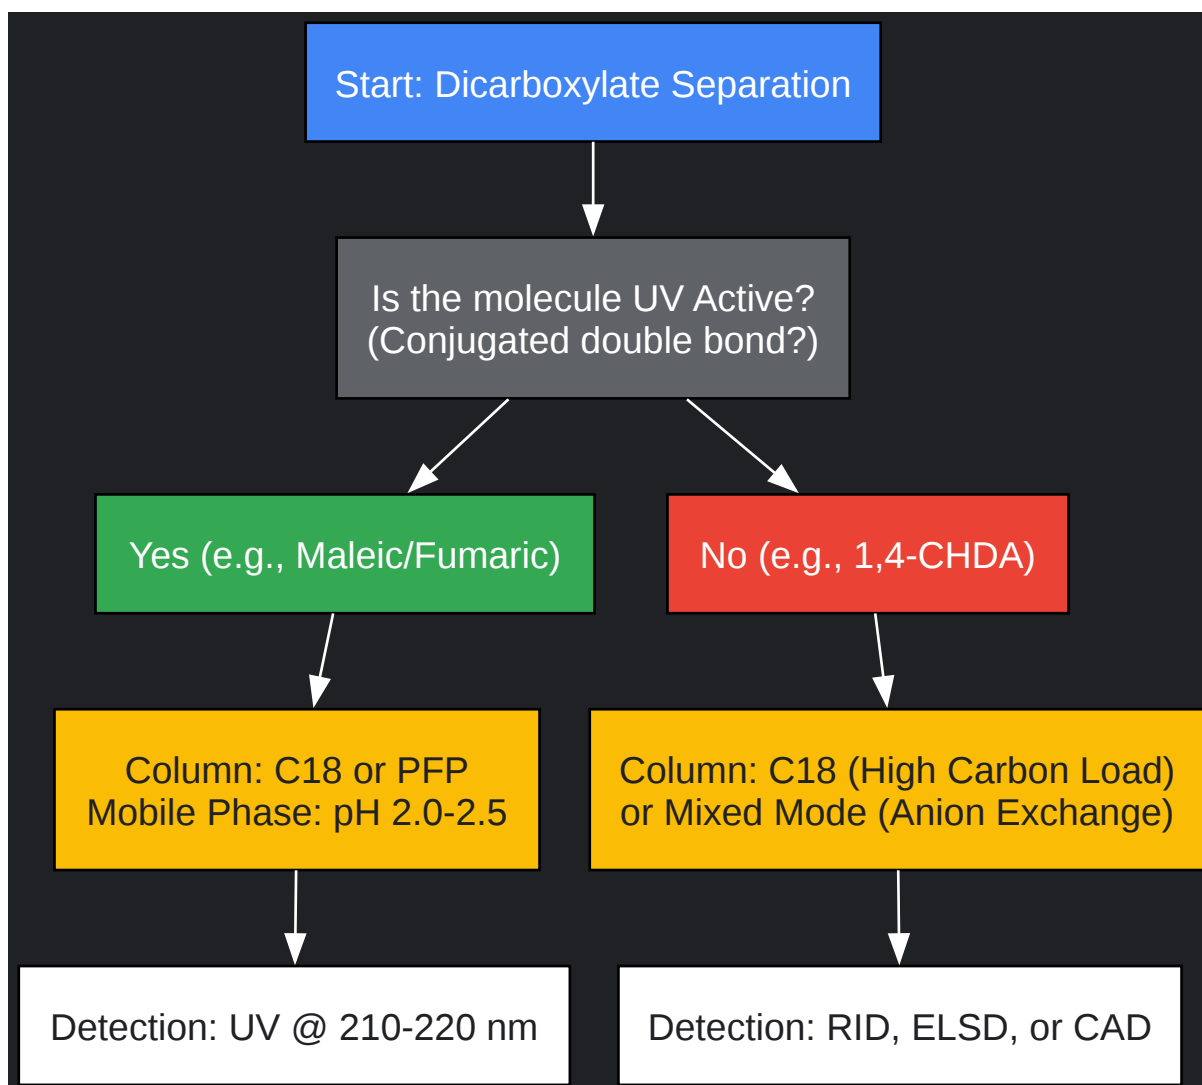 Start: Dicarboxylate Separation
Is the molecule UV Active?
(Conjugated double bond?)
Yes (e.g., Maleic/Fumaric)
No (e.g., 1,4-CHDA)
Column: C18 or PFP
Mobile Phase: pH 2.0-2.5
Column: C18 (High Carbon Load)
or Mixed Mode (Anion Exchange)
Detection: UV @ 210-220 nm
Detection: RID, ELSD, or CAD